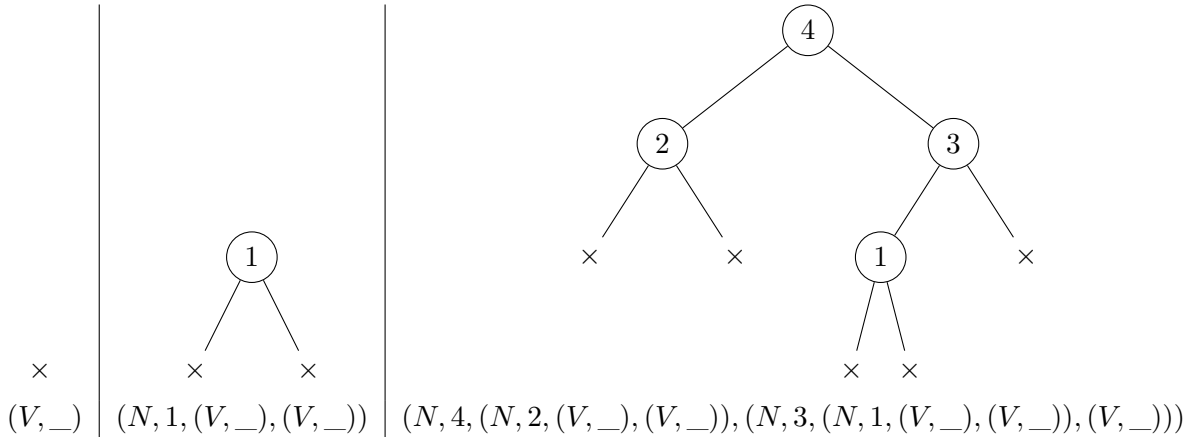 4
2 3
1 × × 1 ×
× × × × ×
(V, _) (N, 1, (V, _), (V, _)) (N, 4, (N, 2, (V, _), (V, _)), (N, 3, (N, 1, (V, _), (V, _)), (V, _)))